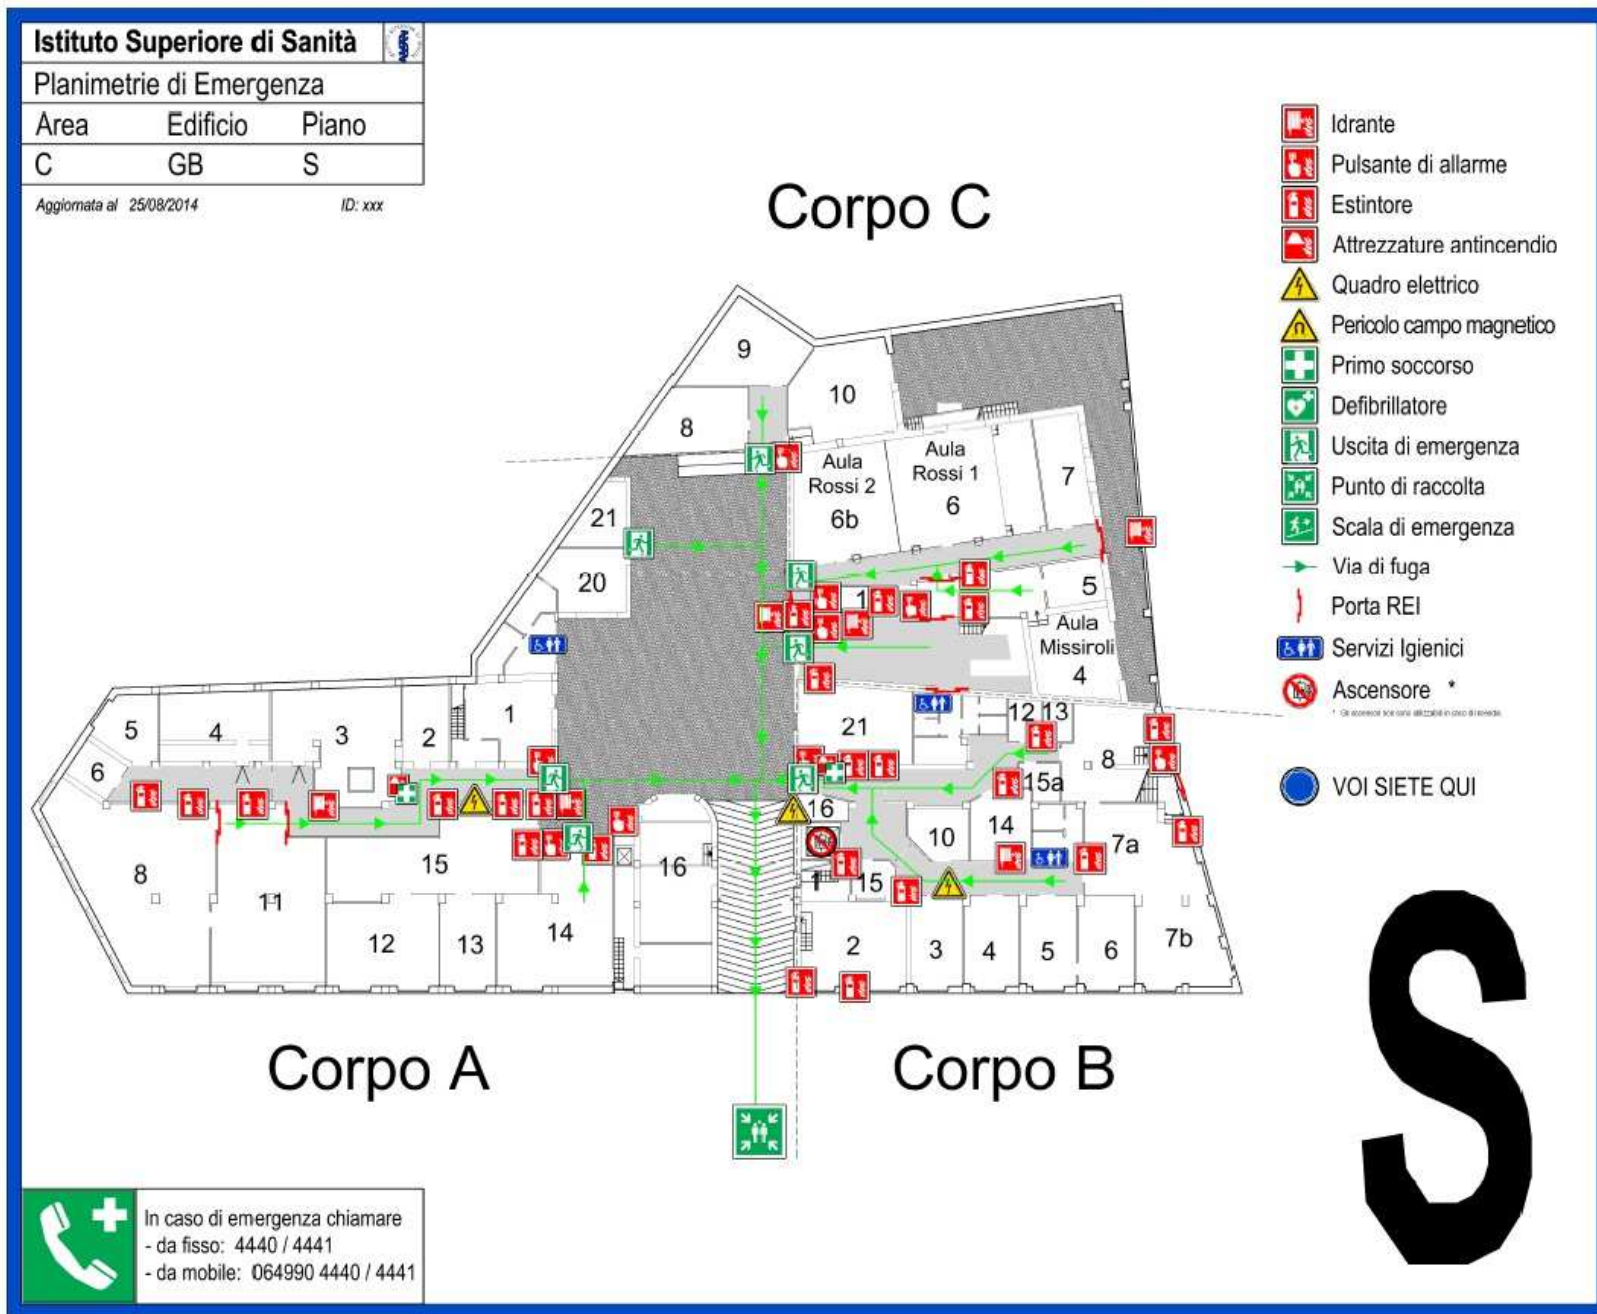 Istituto Superiore di Sanità
Planimetrie di Emergenza
Area Edificio Piano
C GB S
Aggiornata al 25/08/2014 ID: xxx
Corpo C
Idrante
Pulsante di allarme
Estintore
Attrezzature antincendio
Quadro elettrico
Pericolo campo magnetico
Primo soccorso
Defibrillatore
Uscita di emergenza
Punto di raccolta
Scala di emergenza
Via di fuga
Porta REI
Servizi Igienici
Ascensore *
VOI SIETE QUI
9
10
8
Aula
Rossi 2
6b
Aula
Rossi 1
6
7
21
20
1
5
Aula
Missiroli
4
5
4
3
2
1
6
21
12
13
8
15a
16
10
14
7a
8
11
15
16
1
15
12
13
14
2
3
4
5
6
7b
Corpo A
Corpo B
S
In caso di emergenza chiamare
- da fisso: 4440 / 4441
- da mobile: 064990 4440 / 4441